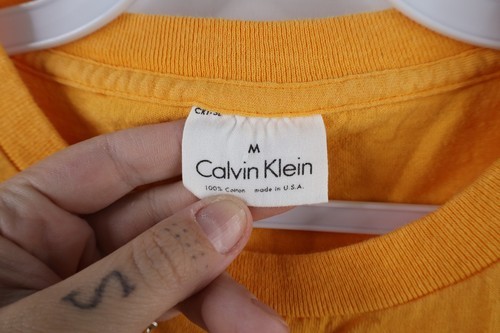 M
Calvin Klein
100% Cotton made in U.S.A.
S